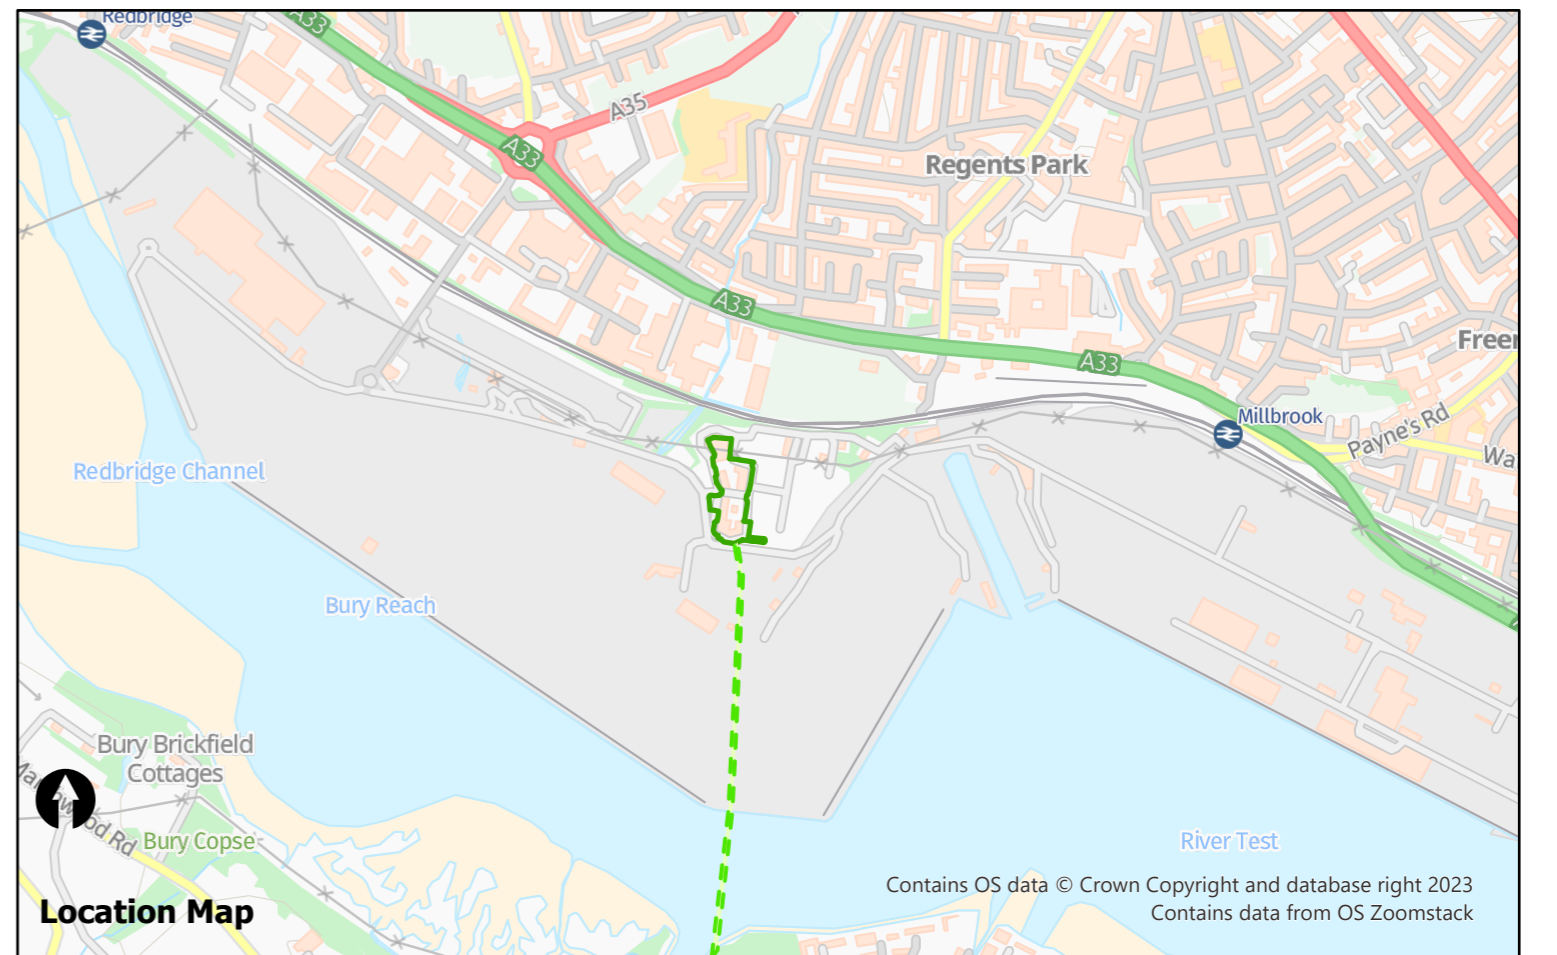 Redbridge
A33
A35
A33
Regents Park
A33
A33
Freer
Millbrook
Payne's Rd
Wa
Redbridge Channel
Bury Reach
Bury Brickfield
Cottages
Bury Copse
River Test
Contains OS data © Crown Copyright and database right 2023
Contains data from OS Zoomstack
Location Map